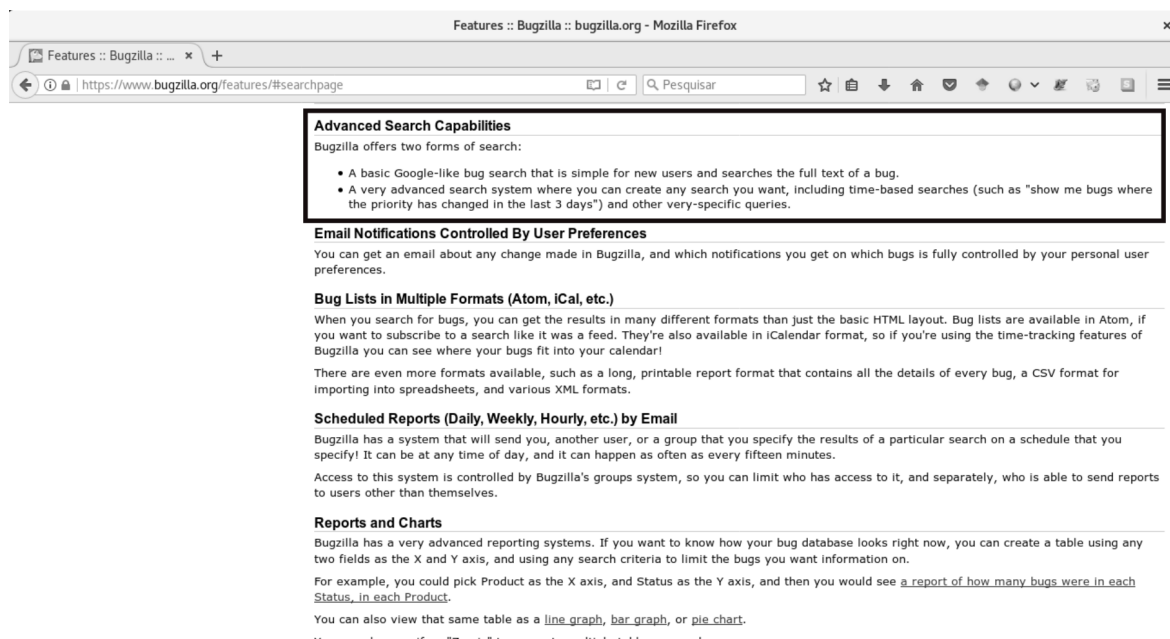 Features :: Bugzilla :: bugzilla.org - Mozilla Firefox
Features :: Bugzilla :: ...
https://www.bugzilla.org/features/#searchpage
Pesquisar
Advanced Search Capabilities
Bugzilla offers two forms of search:
• A basic Google-like bug search that is simple for new users and searches the full text of a bug.
• A very advanced search system where you can create any search you want, including time-based searches (such as "show me bugs where
the priority has changed in the last 3 days") and other very-specific queries.
Email Notifications Controlled By User Preferences
You can get an email about any change made in Bugzilla, and which notifications you get on which bugs is fully controlled by your personal user
preferences.
Bug Lists in Multiple Formats (Atom, iCal, etc.)
When you search for bugs, you can get the results in many different formats than just the basic HTML layout. Bug lists are available in Atom, if
you want to subscribe to a search like it was a feed. They're also available in iCalendar format, so if you're using the time-tracking features of
Bugzilla you can see where your bugs fit into your calendar!
There are even more formats available, such as a long, printable report format that contains all the details of every bug, a CSV format for
importing into spreadsheets, and various XML formats.
Scheduled Reports (Daily, Weekly, Hourly, etc.) by Email
Bugzilla has a system that will send you, another user, or a group that you specify the results of a particular search on a schedule that you
specify! It can be at any time of day, and it can happen as often as every fifteen minutes.
Access to this system is controlled by Bugzilla's groups system, so you can limit who has access to it, and separately, who is able to send reports
to users other than themselves.
Reports and Charts
Bugzilla has a very advanced reporting systems. If you want to know how your bug database looks right now, you can create a table using any
two fields as the X and Y axis, and using any search criteria to limit the bugs you want information on.
For example, you could pick Product as the X axis, and Status as the Y axis, and then you would see a report of how many bugs were in each
Status, in each Product.
You can also view that same table as a line graph, bar graph, or pie chart.